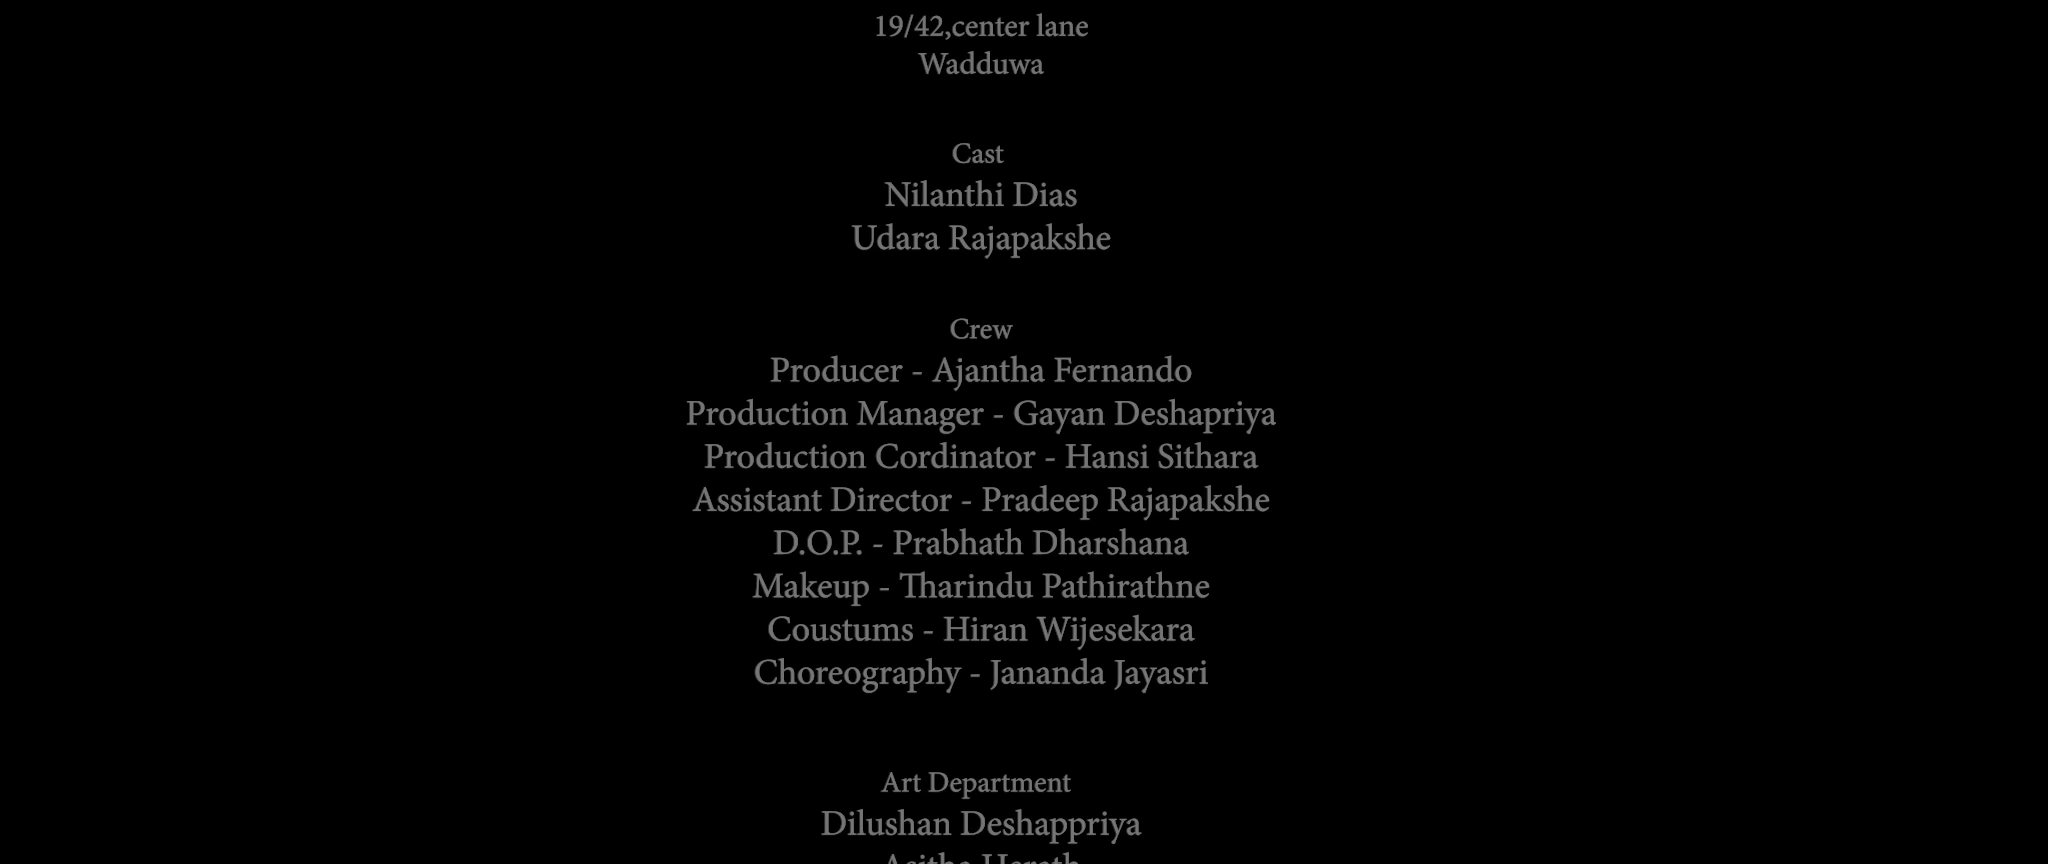 19/42,center lane
Wadduwa
Cast
Nilanthi Dias
Udara Rajapakshe
Crew
Producer - Ajantha Fernando
Production Manager - Gayan Deshapriya
Production Cordinator - Hansi Sithara
Assistant Director - Pradeep Rajapakshe
D.O.P. - Prabhath Dharshana
Makeup - Tharindu Pathirathne
Coustums - Hiran Wijesekara
Choreography - Jananda Jayasri
Art Department
Dilushan Deshappriya